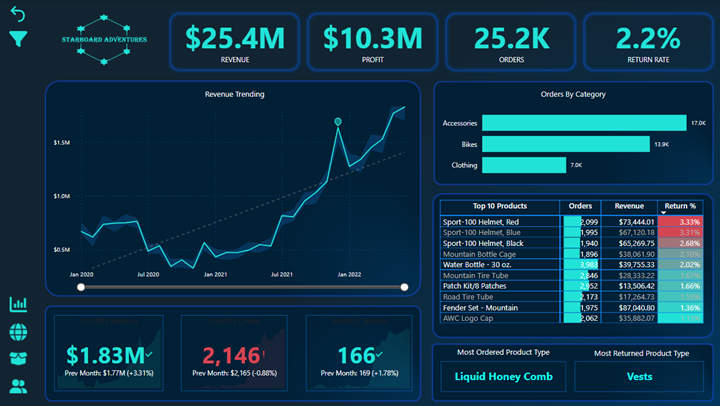 STARBOARD ADVENTURES
$25.4M
REVENUE
$10.3M
PROFIT
25.2K
ORDERS
2.2%
RETURN RATE
Revenue Trending
$1.5M
$1.0M
$0.5M
Jan 2020 Jul 2020 Jan 2021 Jul 2021 Jan 2022
Orders By Category
Accessories 17.0K
Bikes 13.9K
Clothing 7.0K
Top 10 Products Orders Revenue Return %
Sport-100 Helmet, Red 2,099 $73,444.01 3.33%
Sport-100 Helmet, Blue 1,995 $67,120.18 3.31%
Sport-100 Helmet, Black 1,940 $65,269.75 2.68%
Mountain Bottle Cage 1,896 $38,061.90
Water Bottle - 30 oz. 3,983 $39,755.33 2.02%
Mountain Tire Tube 2,846 $28,333.22
Patch Kit/8 Patches 2,952 $13,506.42 1.66%
Road Tire Tube 2,173 $17,264.73
Fender Set - Mountain 1,975 $87,040.80 1.36%
AWC Logo Cap 2,062 $35,882.07
$1.83M
Prev Month: $1.77M (+3.31%)
2,146!
Prev Month: $2,165 (-0.88%)
166
Prev Month: 169 (+1.78%)
Most Ordered Product Type
Liquid Honey Comb
Most Returned Product Type
Vests